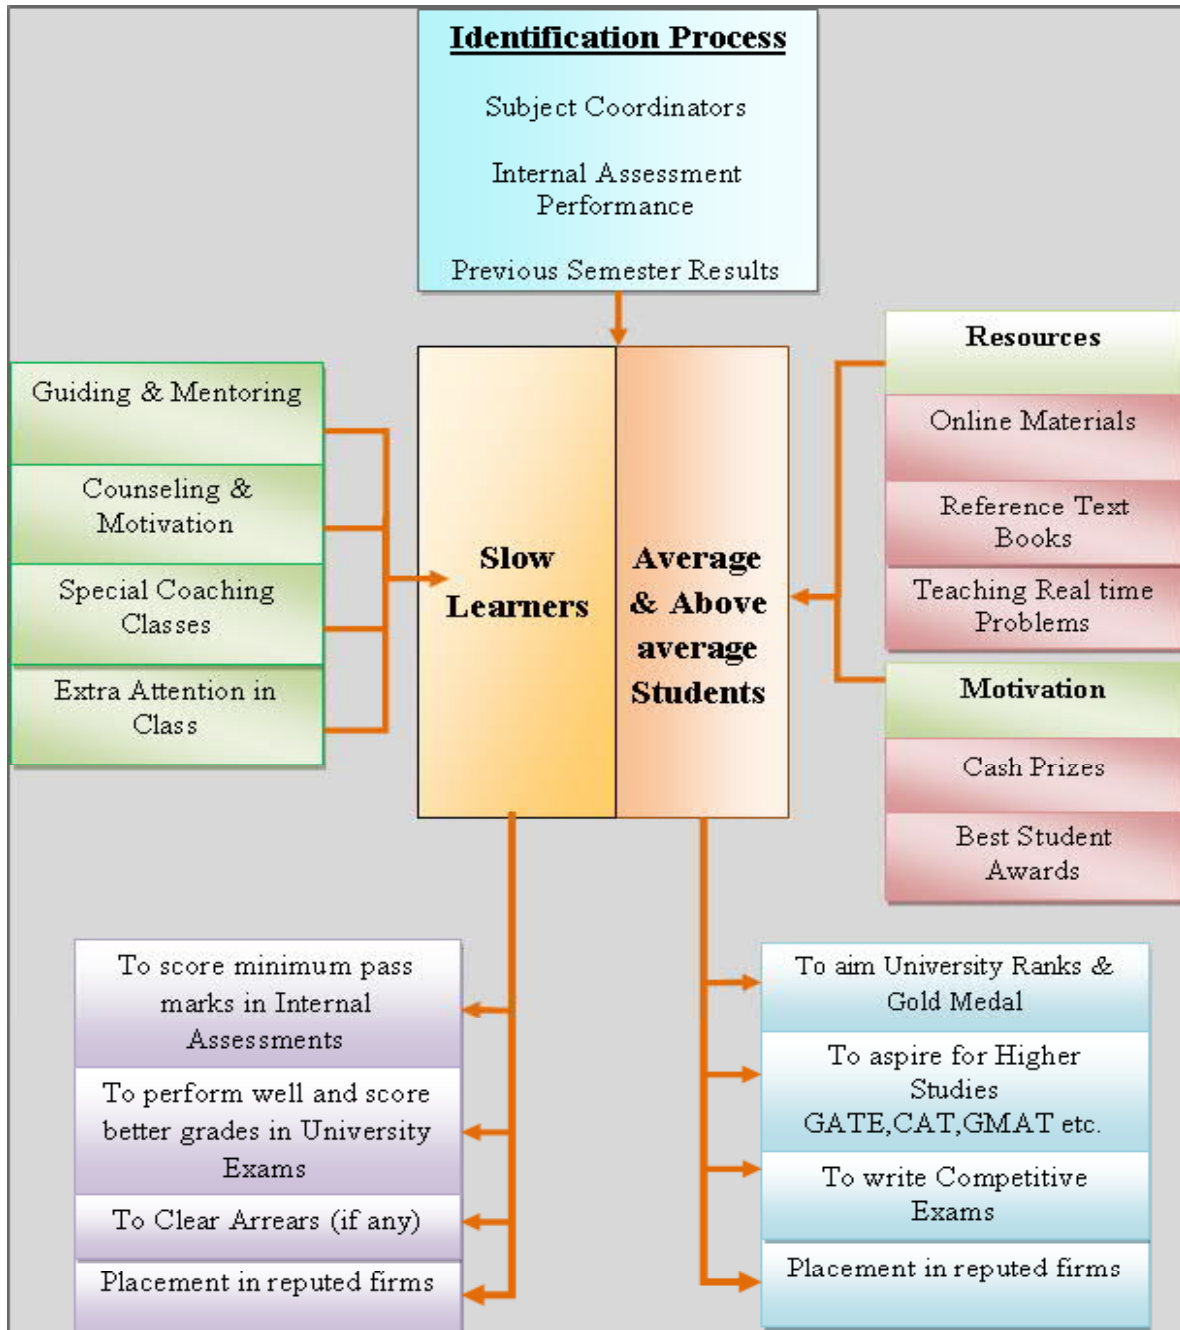 Identification Process
Subject Coordinators
Internal Assessment
Performance
Previous Semester Results
Guiding & Mentoring
Counseling &
Motivation
Special Coaching
Classes
Extra Attention in
Class
Slow
Learners
Average
& Above
average
Students
Resources
Online Materials
Reference Text
Books
Teaching Real time
Problems
Motivation
Cash Prizes
Best Student
Awards
To score minimum pass
marks in Internal
Assessments
To perform well and score
better grades in University
Exams
To Clear Arrears (if any)
Placement in reputed firms
To aim University Ranks &
Gold Medal
To aspire for Higher
Studies
GATE,CAT,GMAT etc.
To write Competitive
Exams
Placement in reputed firms